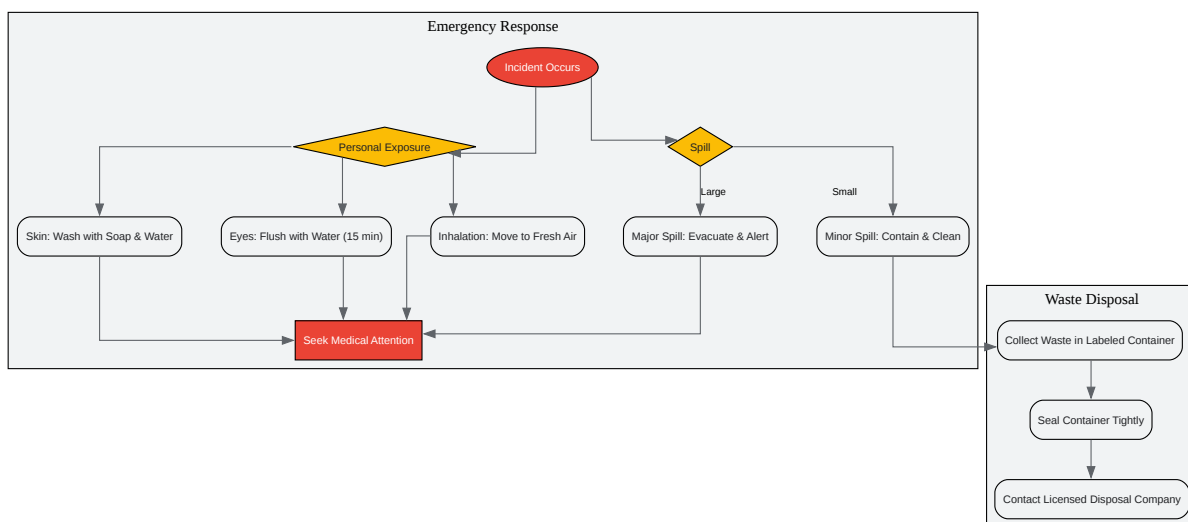 Emergency Response
Incident Occurs
Personal Exposure
Spill
Large
Small
Skin: Wash with Soap & Water
Eyes: Flush with Water (15 min)
Inhalation: Move to Fresh Air
Major Spill: Evacuate & Alert
Minor Spill: Contain & Clean
Seek Medical Attention
Waste Disposal
Collect Waste in Labeled Container
Seal Container Tightly
Contact Licensed Disposal Company